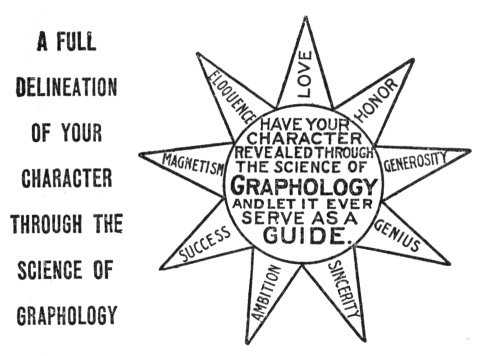 A FULL
DELINEATION
OF YOUR
CHARACTER
THROUGH THE
SCIENCE OF
GRAPHOLOGY
LOVE
HONOR
GENEROSITY
GENIUS
SINCERITY
AMBITION
SUCCESS
MAGNETISM
ELOQUENCE
HAVE YOUR
CHARACTER
REVEALED THROUGH
THE SCIENCE OF
GRAPHOLOGY
AND LET IT EVER
SERVE AS A
GUIDE.